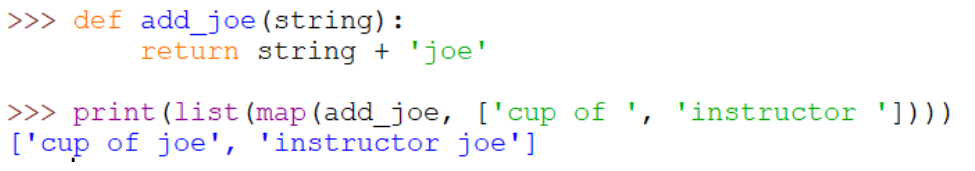 >>> def add_joe(string):
        return string + 'joe'
>>> print(list(map(add_joe, ['cup of ', 'instructor '])))
['cup of joe', 'instructor joe']